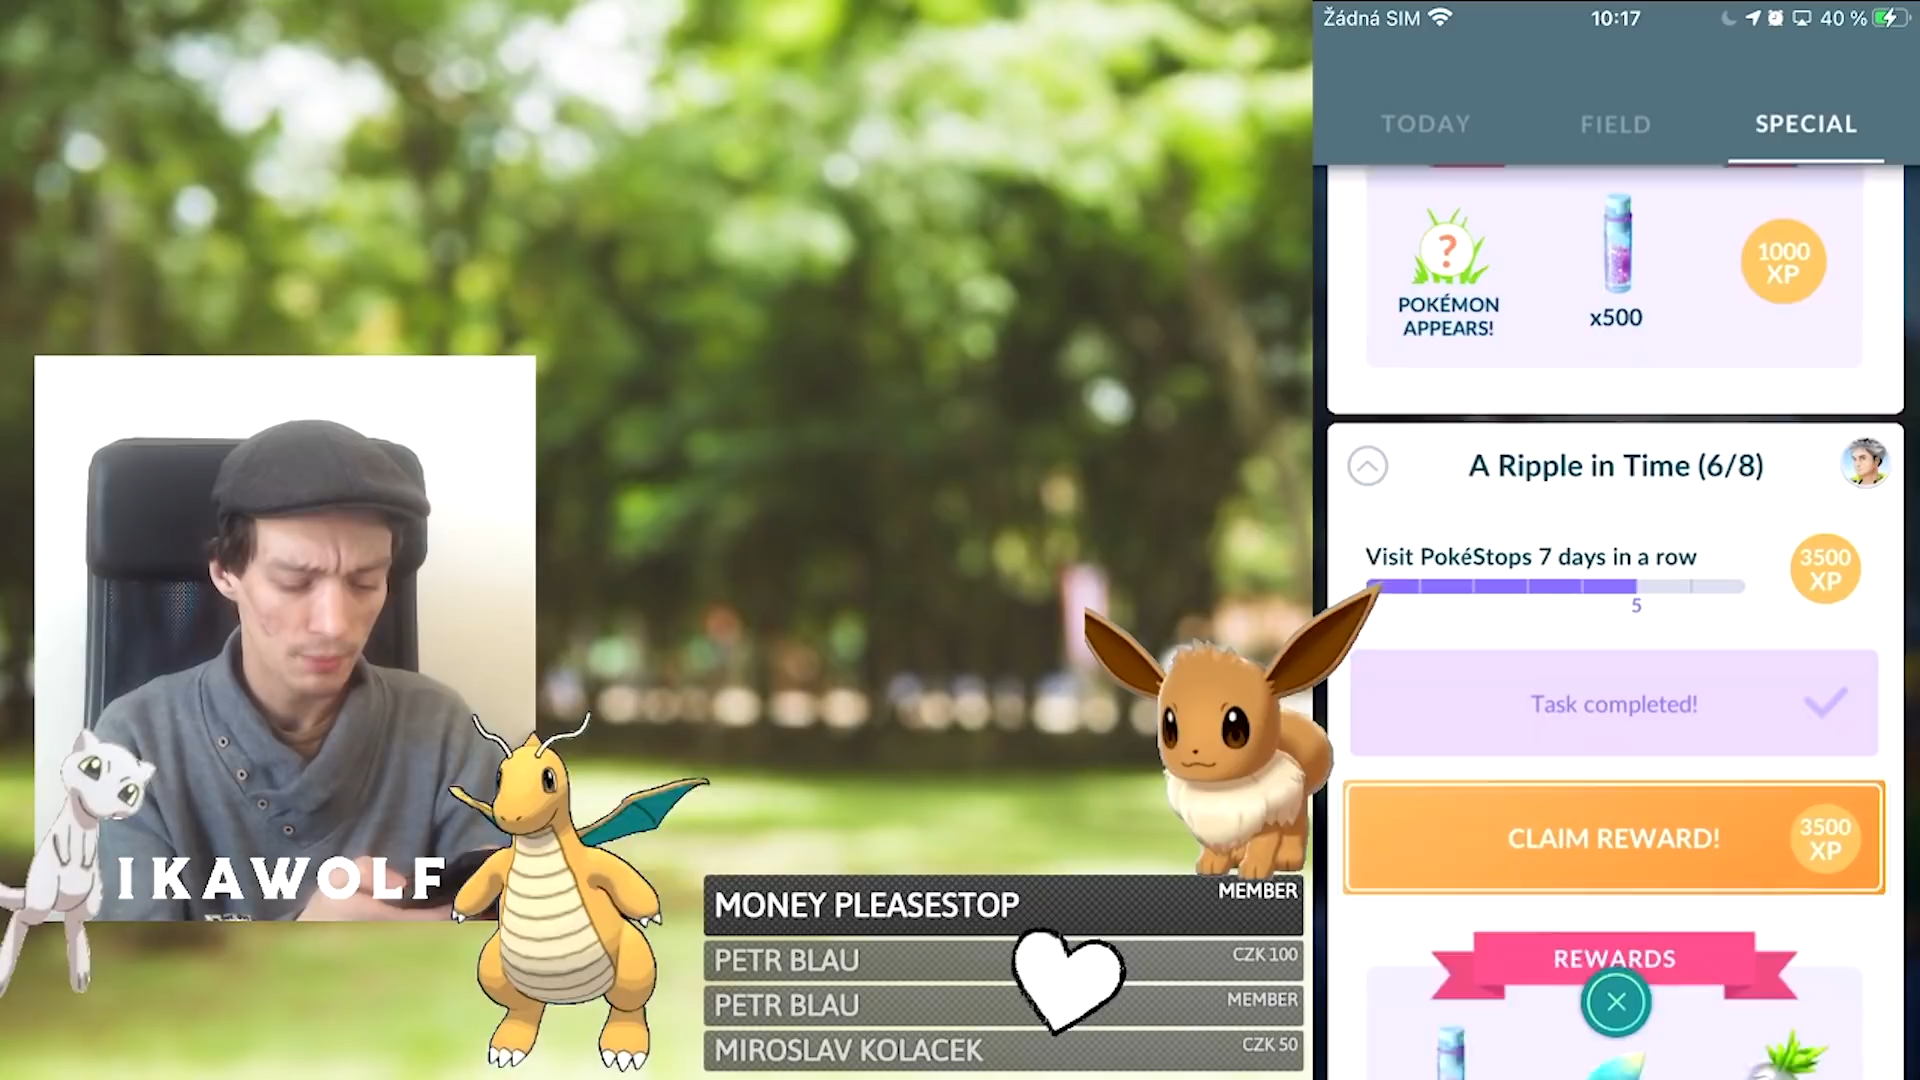 Žádná SIM
10:17
40 %
TODAY
FIELD
SPECIAL
?
POKÉMON
APPEARS!
x500
1000
XP
A Ripple in Time (6/8)
Visit PokéStops 7 days in a row
5
3500
XP
Task completed!
CLAIM REWARD!
3500
XP
REWARDS
IKAWOLF
MONEY PLEASESTOP
MEMBER
PETR BLAU
CZK 100
PETR BLAU
MEMBER
MIROSLAV KOLACEK
CZK 50